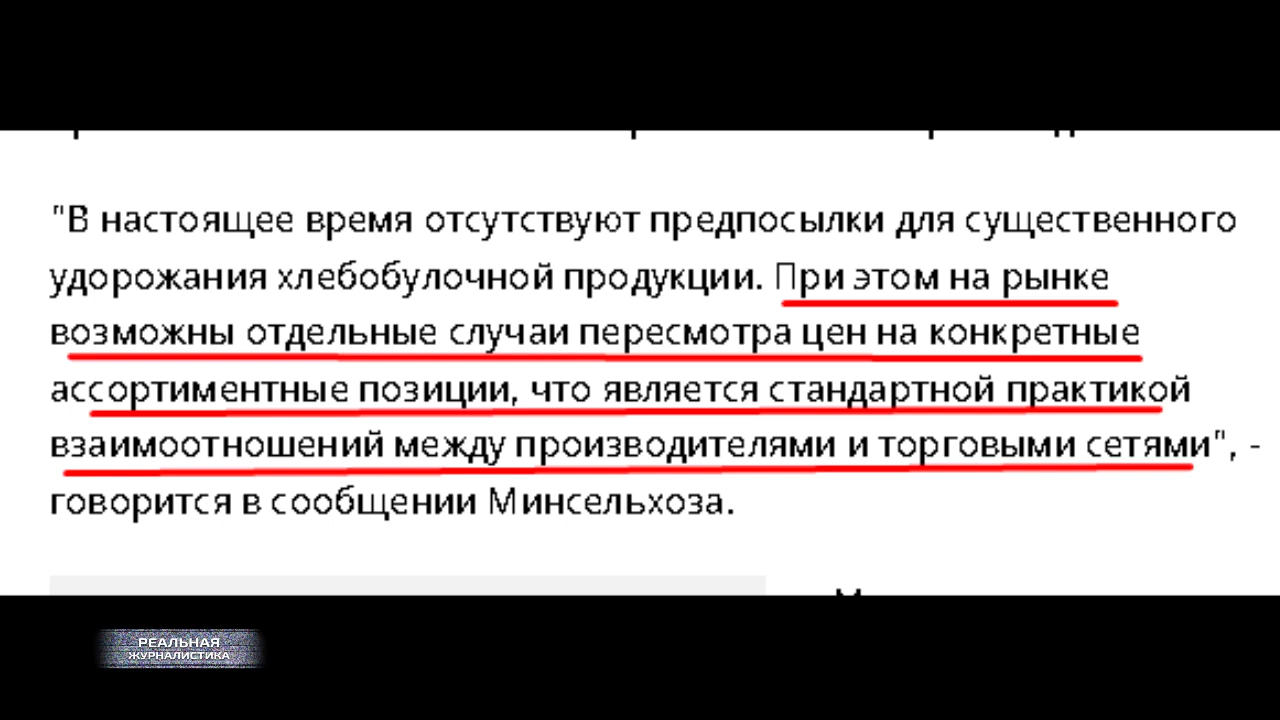 "В настоящее время отсутствуют предпосылки для существенного
удорожания хлебобулочной продукции. При этом на рынке
возможны отдельные случаи пересмотра цен на конкретные
ассортиментные позиции, что является стандартной практикой
взаимоотношений между производителями и торговыми сетями", -
говорится в сообщении Минсельхоза.
РЕАЛЬНАЯ
ЖУРНАЛИСТИКА